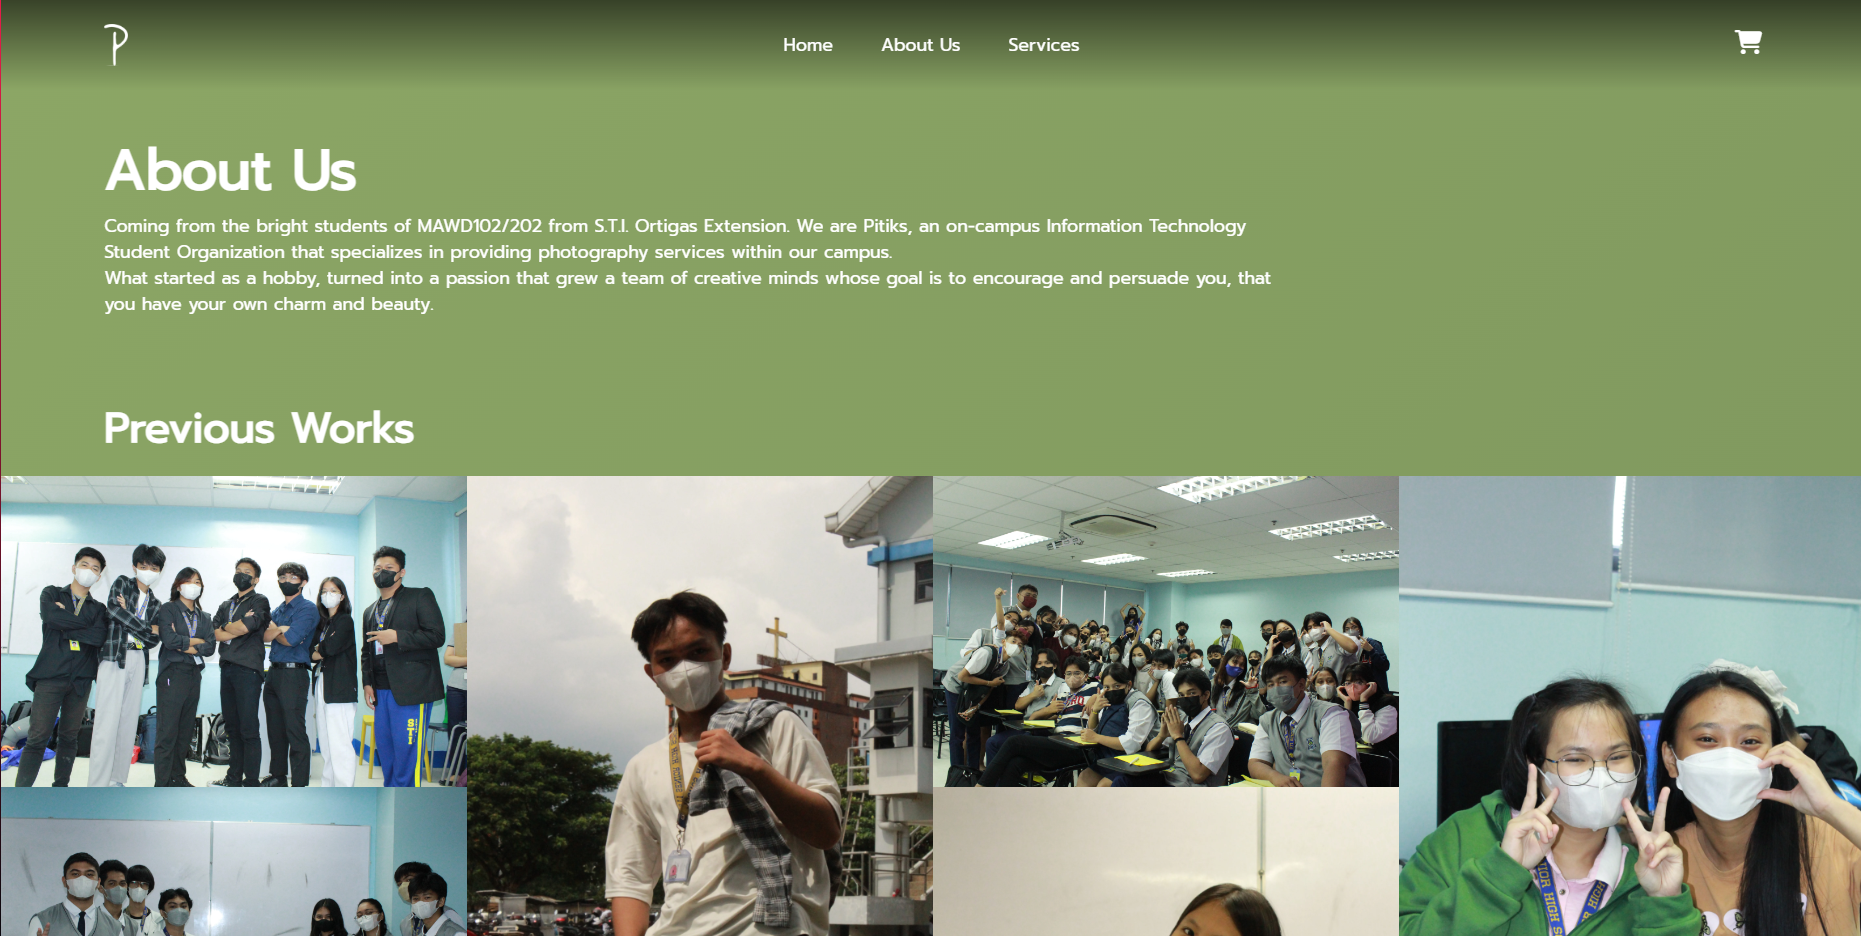 Home
About Us
Services
About Us
Coming from the bright students of MAWD102/202 from S.T.I. Ortigas Extension. We are Pitiks, an on-campus Information Technology
Student Organization that specializes in providing photography services within our campus.
What started as a hobby, turned into a passion that grew a team of creative minds whose goal is to encourage and persuade you, that
you have your own charm and beauty.
Previous Works
STI